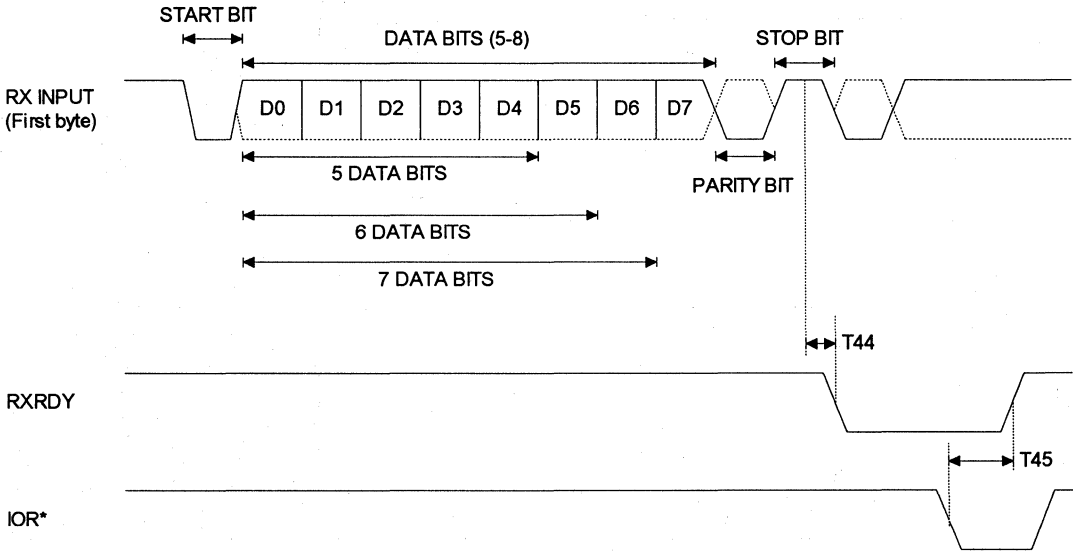 START BIT
DATA BITS (5-8)
STOP BIT
RX INPUT
(First byte)
D0 D1 D2 D3 D4 D5 D6 D7
5 DATA BITS
PARITY BIT
6 DATA BITS
7 DATA BITS
T44
RXRDY
T45
IOR*